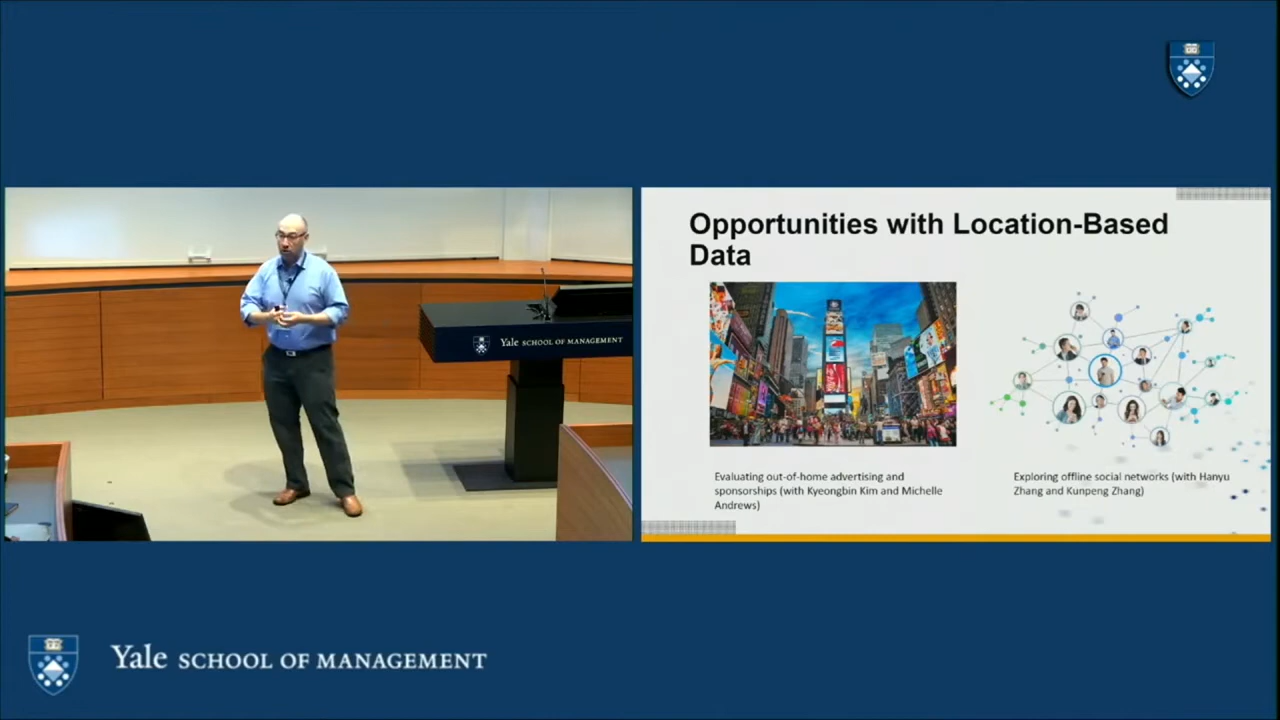 Yale SCHOOL OF MANAGEMENT
Opportunities with Location-Based
Data
Evaluating out-of-home advertising and
sponsorships (with Kyeongbin Kim and Michelle
Andrews)
Exploring offline social networks (with Hanyu
Zhang and Kunpeng Zhang)
Yale SCHOOL OF MANAGEMENT